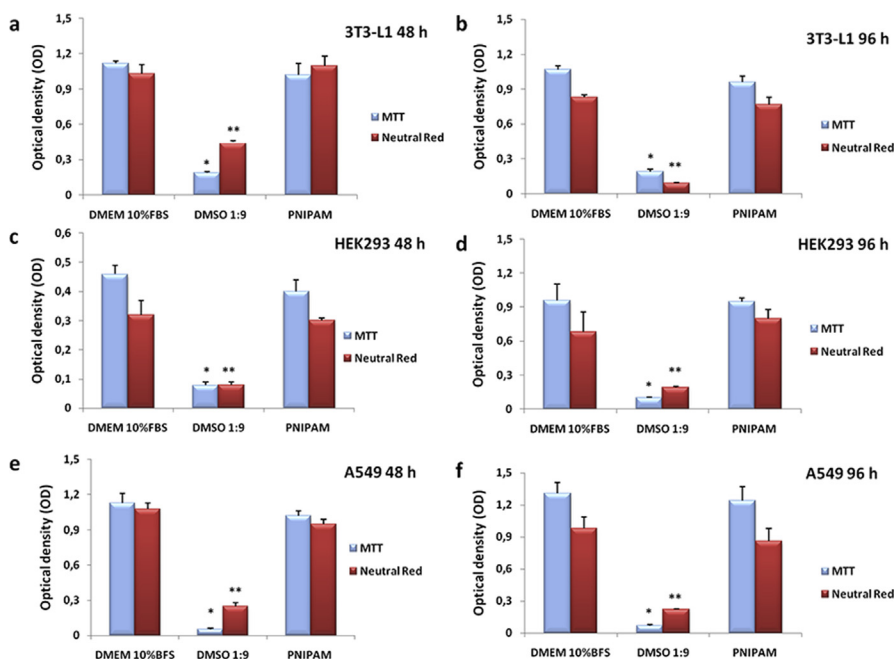 a
3T3-L1 48 h
Optical density (OD)
1,5
1,2
0,9
0,6
0,3
0
*
**
MTT
Neutral Red
DMEM 10%FBS
DMSO 1:9
PNIPAM
b
3T3-L1 96 h
Optical density (OD)
1,5
1,2
0,9
0,6
0,3
0
*
**
MTT
Neutral Red
DMEM 10%FBS
DMSO 1:9
PNIPAM
c
HEK293 48 h
Optical density (OD)
0,6
0,5
0,4
0,3
0,2
0,1
0
*
**
MTT
Neutral Red
DMEM 10%FBS
DMSO 1:9
PNIPAM
d
HEK293 96 h
Optical density (OD)
1,5
1,2
0,9
0,6
0,3
0
*
**
MTT
Neutral Red
DMEM 10%FBS
DMSO 1:9
PNIPAM
e
A549 48 h
Optical density (OD)
1,5
1,2
0,9
0,6
0,3
0
*
**
MTT
Neutral Red
DMEM 10%BFS
DMSO 1:9
PNIPAM
f
A549 96 h
Optical density (OD)
1,5
1,2
0,9
0,6
0,3
0
*
**
MTT
Neutral Red
DMEM 10%BFS
DMSO 1:9
PNIPAM